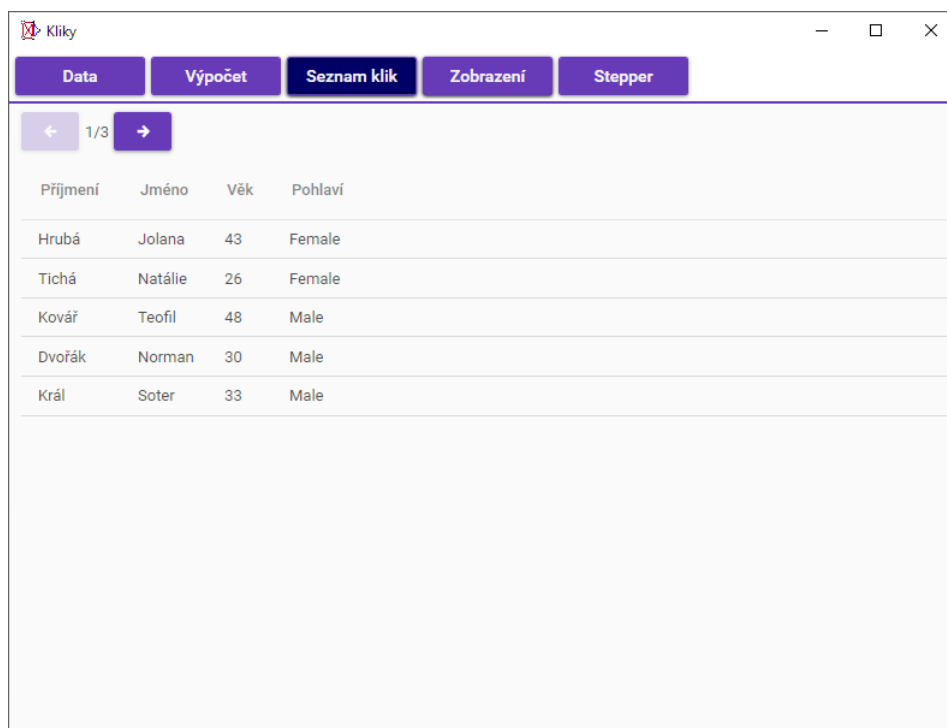 Kliky
Data Výpočet Seznam klik Zobrazení Stepper
1/3
Příjmení Jméno Věk Pohlaví
Hrubá Jolana 43 Female
Tichá Natálie 26 Female
Kovář Teofil 48 Male
Dvořák Norman 30 Male
Král Soter 33 Male